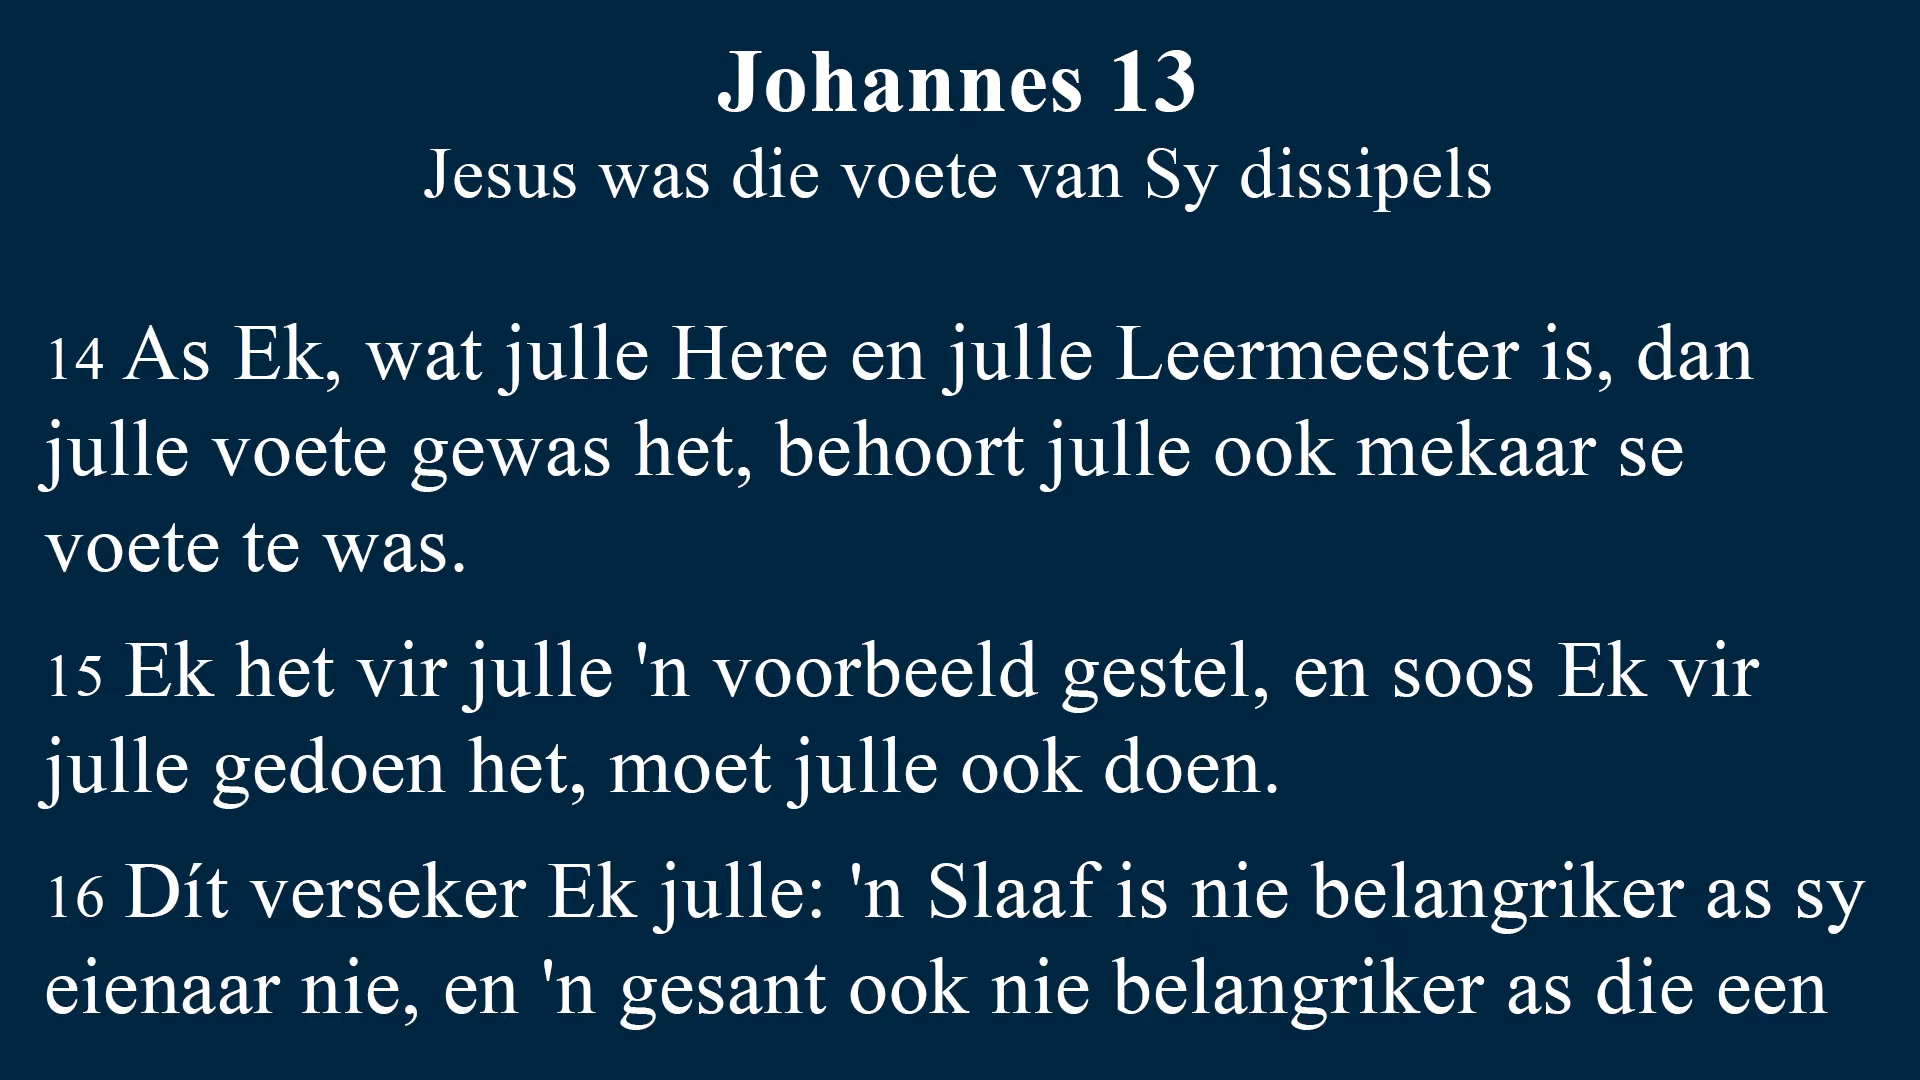 Johannes 13
Jesus was die voete van Sy dissipels
14 As Ek, wat julle Here en julle Leermeester is, dan
julle voete gewas het, behoort julle ook mekaar se
voete te was.
15 Ek het vir julle 'n voorbeeld gestel, en soos Ek vir
julle gedoen het, moet julle ook doen.
16 Dít verseker Ek julle: 'n Slaaf is nie belangriker as sy
eienaar nie, en 'n gesant ook nie belangriker as die een